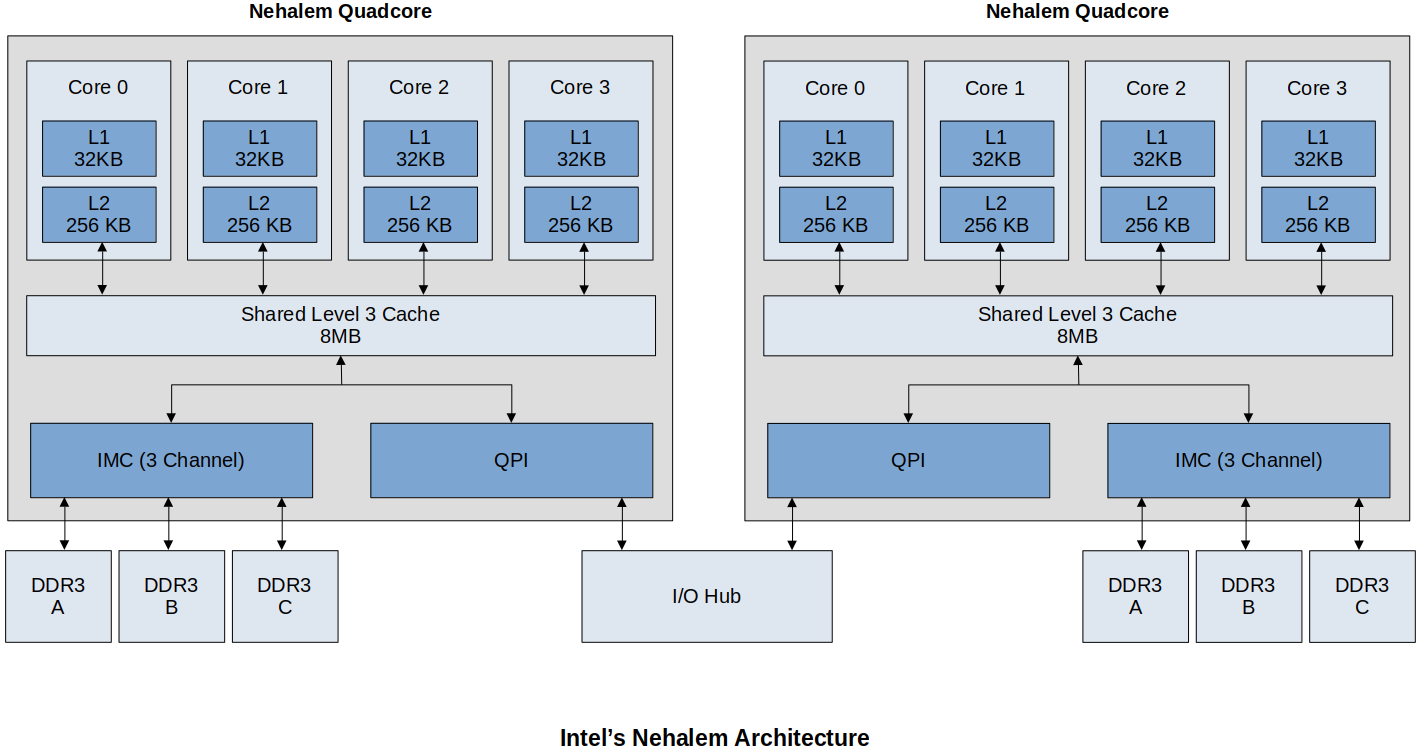 Nehalem Quadcore
Core 0
L1
32KB
L2
256 KB
Core 1
L1
32KB
L2
256 KB
Core 2
L1
32KB
L2
256 KB
Core 3
L1
32KB
L2
256 KB
Shared Level 3 Cache
8MB
IMC (3 Channel)
QPI
DDR3
A
DDR3
B
DDR3
C
Nehalem Quadcore
Core 0
L1
32KB
L2
256 KB
Core 1
L1
32KB
L2
256 KB
Core 2
L1
32KB
L2
256 KB
Core 3
L1
32KB
L2
256 KB
Shared Level 3 Cache
8MB
QPI
IMC (3 Channel)
I/O Hub
DDR3
A
DDR3
B
DDR3
C
Intel’s Nehalem Architecture